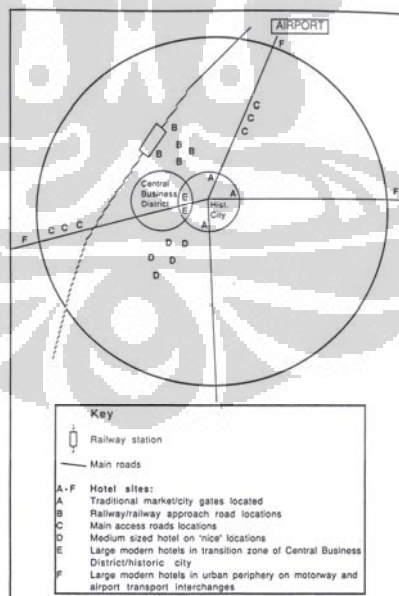 AIRPORT
F
C
C
C
B
B
B
B
B
A
Central
Business
District
E
E
A
Hist.
City
A
F
C C C
F
D D
D D
D
Key
Railway station
Main roads
A-F Hotel sites:
A Traditional market/city gates located
B Railway/railway approach road locations
C Main access roads locations
D Medium sized hotel on "nice" locations
E Large modern hotels in transition zone of Central Business
District/historic city
F Large modern hotels in urban periphery on motorway and
airport transport interchanges